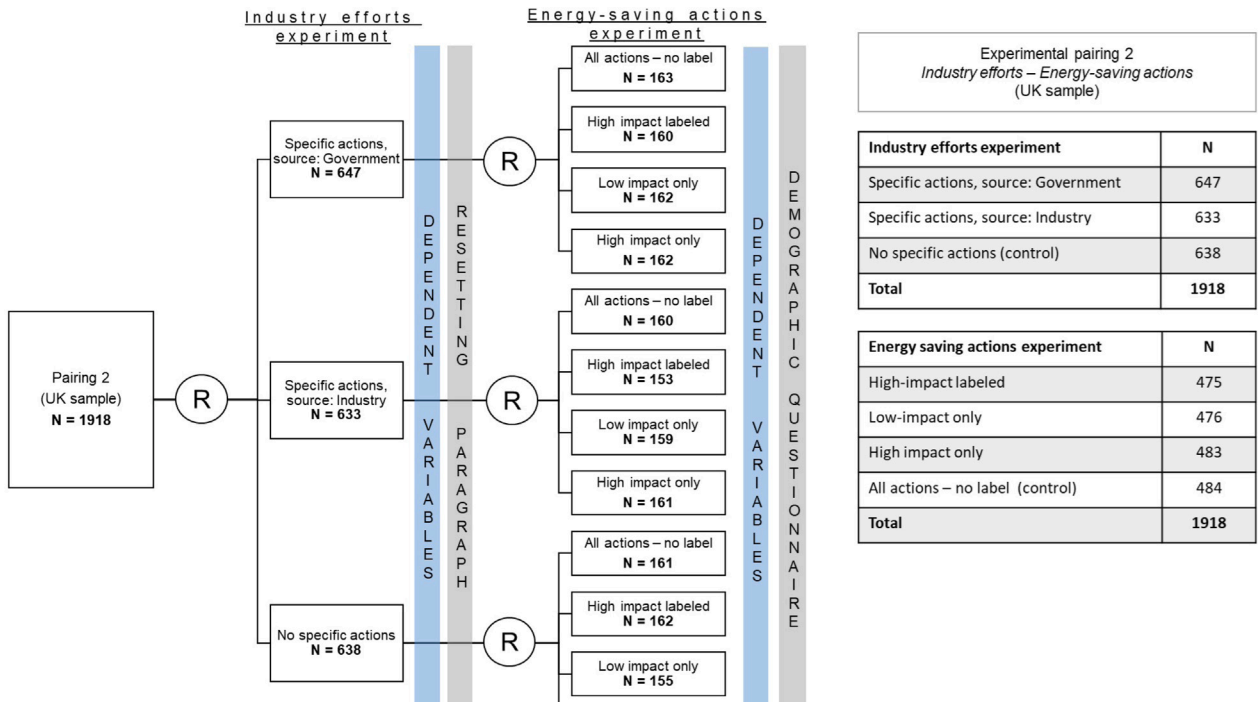 Industry efforts
experiment
Energy-saving actions
experiment
Pairing 2
(UK sample)
N = 1918
R
Specific actions,
source: Government
N = 647
Specific actions,
source: Industry
N = 633
No specific actions
N = 638
DEPENDENT VARIABLES
RESETTING PARAGRAPH
R
All actions – no label
N = 163
High impact labeled
N = 160
Low impact only
N = 162
High impact only
N = 162
R
All actions – no label
N = 160
High impact labeled
N = 153
Low impact only
N = 159
High impact only
N = 161
R
All actions – no label
N = 161
High impact labeled
N = 162
Low impact only
N = 155
DEPENDENT VARIABLES
DEMOGRAPHIC QUESTIONNAIRE
Experimental pairing 2
Industry efforts – Energy-saving actions
(UK sample)
Industry efforts experiment N
Specific actions, source: Government 647
Specific actions, source: Industry 633
No specific actions (control) 638
Total 1918
Energy saving actions experiment N
High-impact labeled 475
Low-impact only 476
High impact only 483
All actions – no label (control) 484
Total 1918